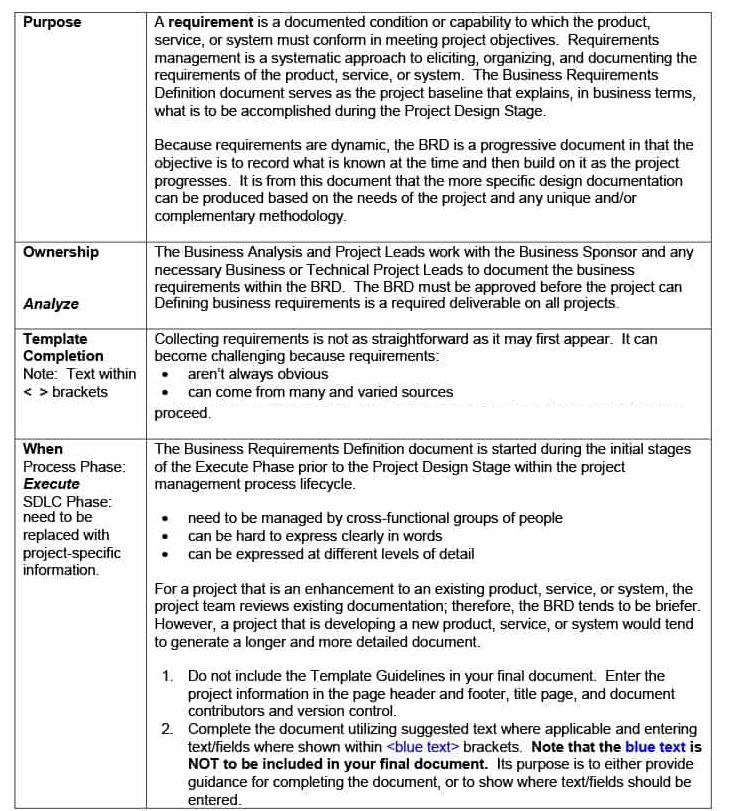 Purpose
A requirement is a documented condition or capability to which the product,
service, or system must conform in meeting project objectives.  Requirements
management is a systematic approach to eliciting, organizing, and documenting the
requirements of the product, service, or system.  The Business Requirements
Definition document serves as the project baseline that explains, in business terms,
what is to be accomplished during the Project Design Stage.
Because requirements are dynamic, the BRD is a progressive document in that the
objective is to record what is known at the time and then build on it as the project
progresses.  It is from this document that the more specific design documentation
can be produced based on the needs of the project and any unique and/or
complementary methodology.
Ownership
Analyze
The Business Analysis and Project Leads work with the Business Sponsor and any
necessary Business or Technical Project Leads to document the business
requirements within the BRD.  The BRD must be approved before the project can
Defining business requirements is a required deliverable on all projects.
Template
Completion
Note:  Text within
< > brackets
Collecting requirements is not as straightforward as it may first appear.  It can
become challenging because requirements:
• aren't always obvious
• can come from many and varied sources
proceed.
When
Process Phase:
Execute
SDLC Phase:
need to be
replaced with
project-specific
information.
The Business Requirements Definition document is started during the initial stages
of the Execute Phase prior to the Project Design Stage within the project
management process lifecycle.
• need to be managed by cross-functional groups of people
• can be hard to express clearly in words
• can be expressed at different levels of detail
For a project that is an enhancement to an existing product, service, or system, the
project team reviews existing documentation; therefore, the BRD tends to be briefer.
However, a project that is developing a new product, service, or system would tend
to generate a longer and more detailed document.
1. Do not include the Template Guidelines in your final document.  Enter the
project information in the page header and footer, title page, and document
contributors and version control.
2. Complete the document utilizing suggested text where applicable and entering
text/fields where shown within <blue text> brackets.  Note that the blue text is
NOT to be included in your final document.  Its purpose is to either provide
guidance for completing the document, or to show where text/fields should be
entered.